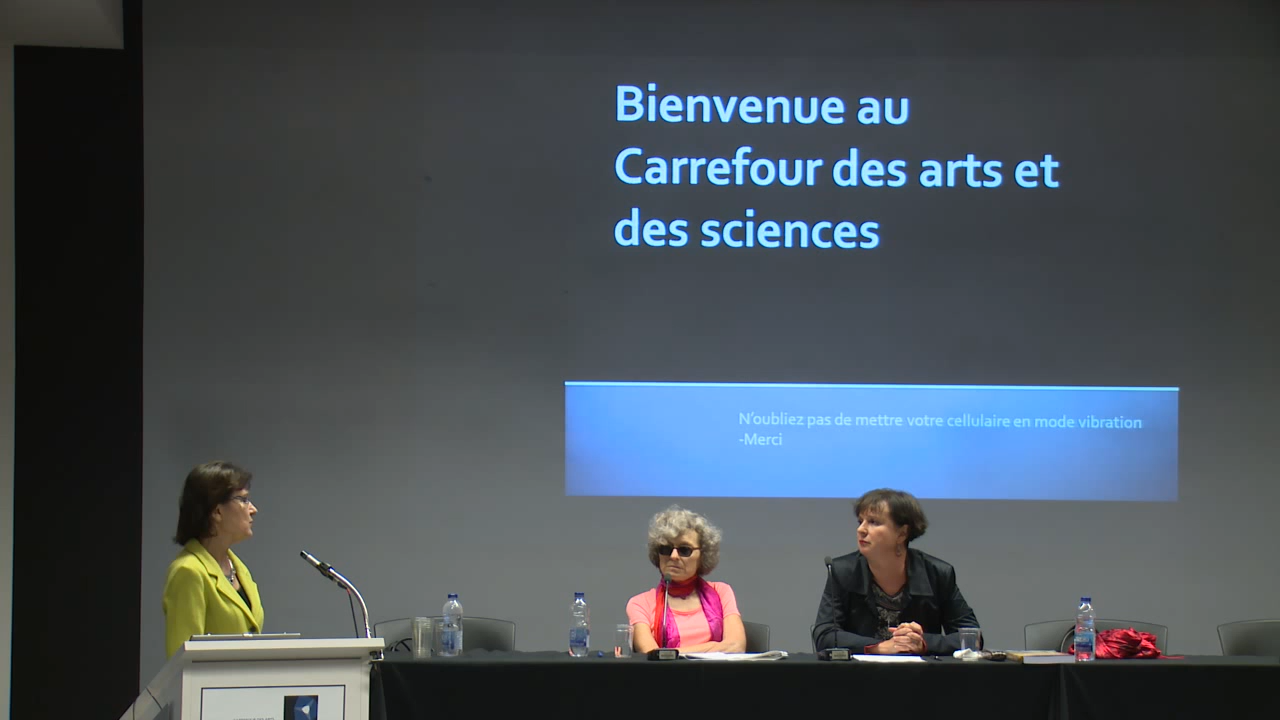 Bienvenue au
Carrefour des arts et
des sciences
N'oubliez pas de mettre votre cellulaire en mode vibration
-Merci